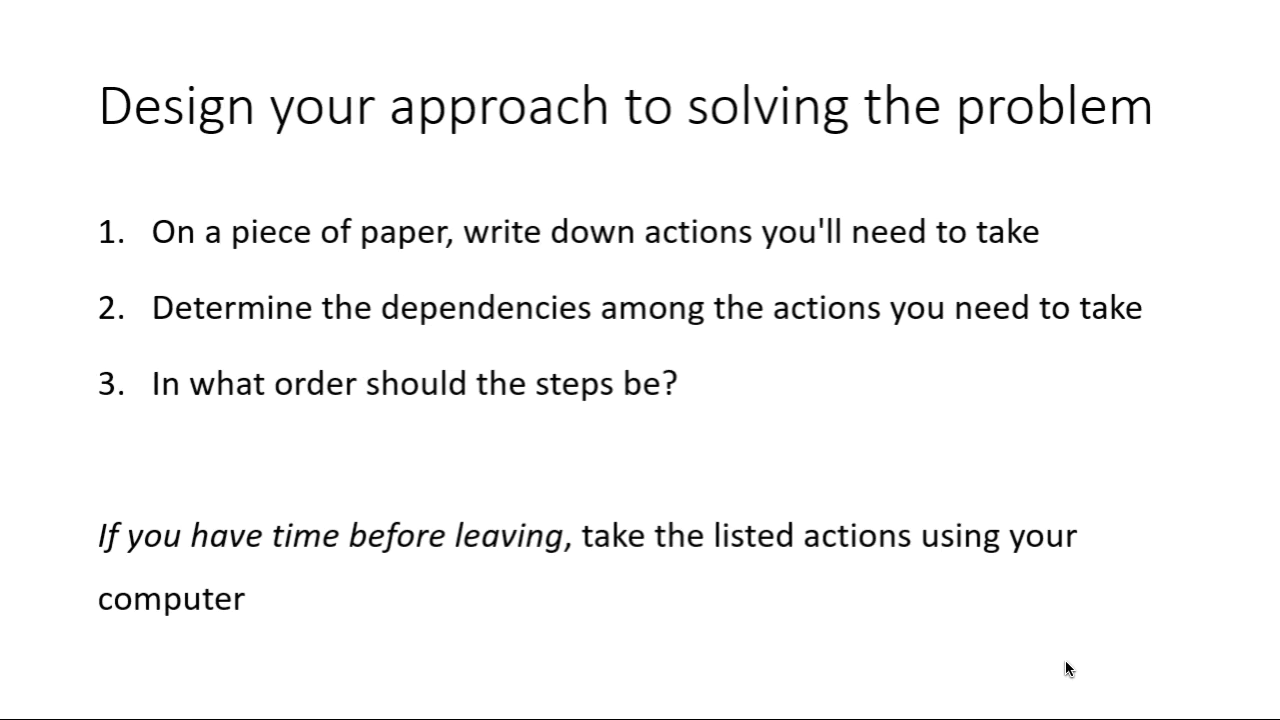 Design your approach to solving the problem
1. On a piece of paper, write down actions you'll need to take
2. Determine the dependencies among the actions you need to take
3. In what order should the steps be?
If you have time before leaving, take the listed actions using your
computer